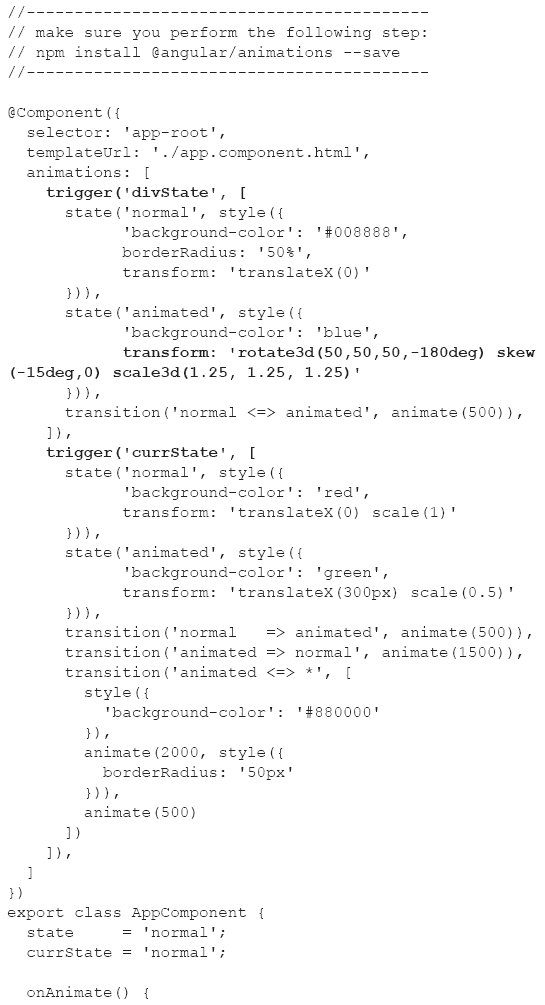 //------------------------------------------
// make sure you perform the following step:
// npm install @angular/animations --save
//------------------------------------------

@Component({
  selector: 'app-root',
  templateUrl: './app.component.html',
  animations: [
    trigger('divState', [
      state('normal', style({
            'background-color': '#008888',
            borderRadius: '50%',
            transform: 'translateX(0)'
      })),
      state('animated', style({
            'background-color': 'blue',
            transform: 'rotate3d(50,50,50,-180deg) skew
(-15deg,0) scale3d(1.25, 1.25, 1.25)'
      })),
      transition('normal <=> animated', animate(500)),
    ]),
    trigger('currState', [
      state('normal', style({
            'background-color': 'red',
            transform: 'translateX(0) scale(1)'
      })),
      state('animated', style({
            'background-color': 'green',
            transform: 'translateX(300px) scale(0.5)'
      })),
      transition('normal   => animated', animate(500)),
      transition('animated => normal', animate(1500)),
      transition('animated <=> *', [
        style({
          'background-color': '#880000'
        }),
        animate(2000, style({
          borderRadius: '50px'
        })),
        animate(500)
      ])
    ]),
  ]
})
export class AppComponent {
  state     = 'normal';
  currState = 'normal';

  onAnimate() {